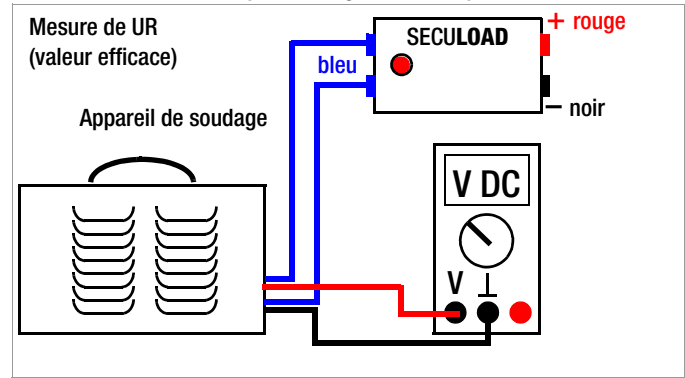 Mesure de UR
(valeur efficace)
SECULOAD
+ rouge
bleu
– noir
Appareil de soudage
V DC
V